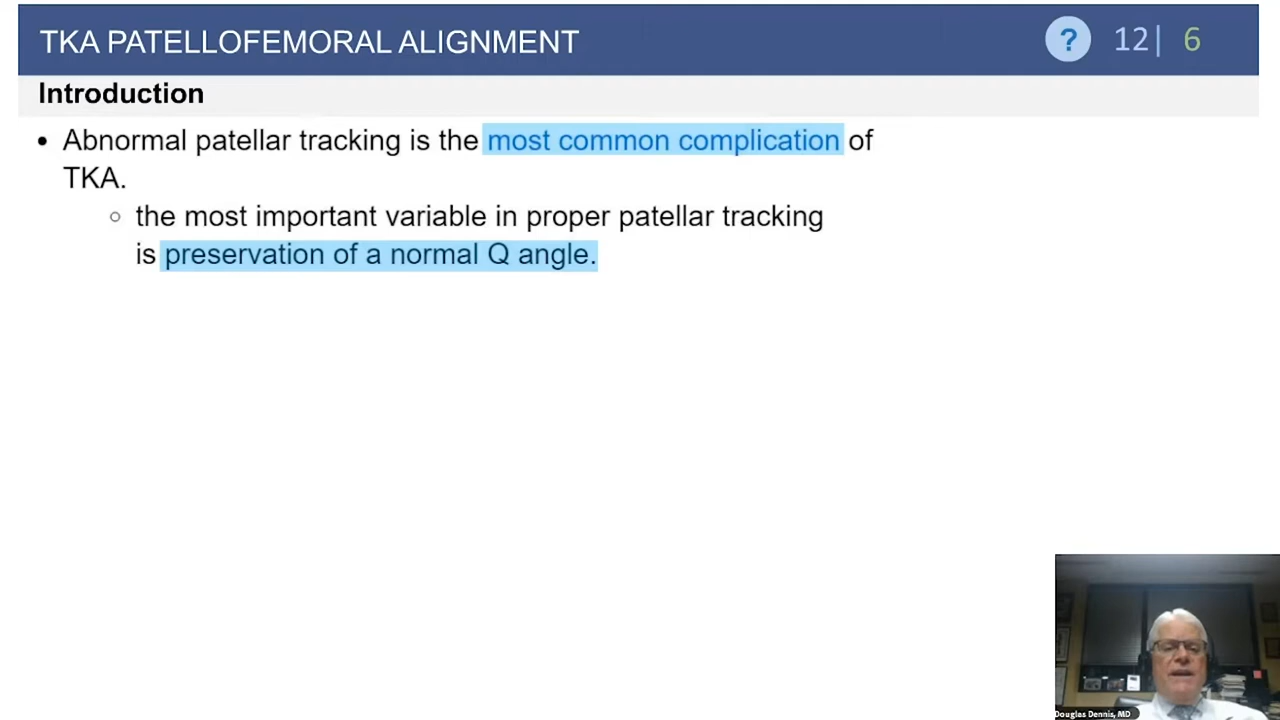 TKA PATELLOFEMORAL ALIGNMENT
? 12| 6
Introduction
• Abnormal patellar tracking is the most common complication of
TKA.
○ the most important variable in proper patellar tracking
is preservation of a normal Q angle.
Douglas Dennis, MD